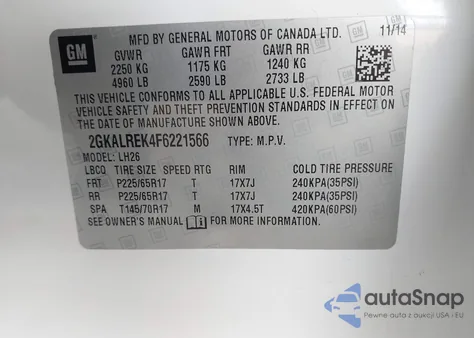 GM
MFD BY GENERAL MOTORS OF CANADA LTD. 11/14
GVWR GAWR FRT GAWR RR
2250 KG 1175 KG 1240 KG
4960 LB 2590 LB 2733 LB
THIS VEHICLE CONFORMS TO ALL APPLICABLE U.S. FEDERAL MOTOR
VEHICLE SAFETY AND THEFT PREVENTION STANDARDS IN EFFECT ON
THE DATE OF MANUFACTURE SHOWN ABOVE.
2GKALREK4F6221566 TYPE: M.P.V.
MODEL: LH26
LBCQ TIRE SIZE SPEED RTG RIM COLD TIRE PRESSURE
FRT P225/65R17 T 17X7J 240KPA(35PSI)
RR P225/65R17 T 17X7J 240KPA(35PSI)
SPA T145/70R17 M 17X4.5T 420KPA(60PSI)
SEE OWNER'S MANUAL FOR MORE INFORMATION.
autoSnap
Pewne auta z aukcji USA i EU